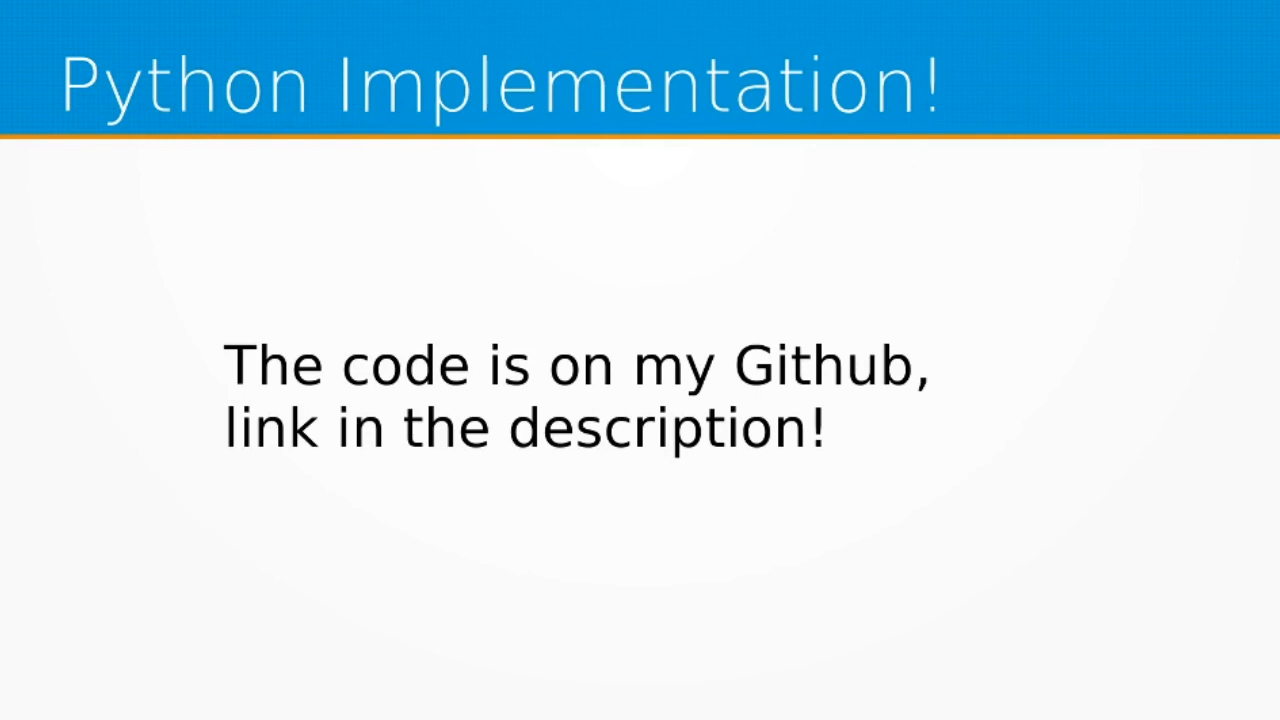 Python Implementation!
The code is on my Github,
link in the description!